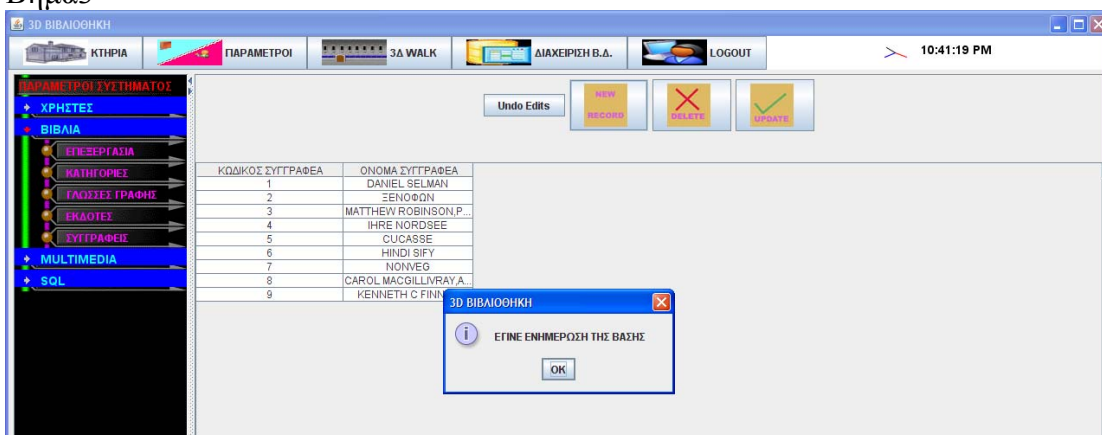 Βήμα3
3D ΒΙΒΛΙΟΘΗΚΗ
ΚΤΗΡΙΑ ΠΑΡΑΜΕΤΡΟΙ 3Δ WALK ΔΙΑΧΕΙΡΙΣΗ Β.Δ. LOGOUT 10:41:19 PM
ΠΑΡΑΜΕΤΡΟΙ ΣΥΣΤΗΜΑΤΟΣ
ΧΡΗΣΤΕΣ
ΒΙΒΛΙΑ
ΕΠΕΞΕΡΓΑΣΙΑ
ΚΑΤΗΓΟΡΙΕΣ
ΓΛΩΣΣΕΣ ΓΡΑΦΗΣ
ΕΚΔΟΤΕΣ
ΣΥΓΓΡΑΦΕΙΣ
MULTIMEDIA
SQL
Undo Edits
NEW
RECORD
DELETE
UPDATE
ΚΩΔΙΚΟΣ ΣΥΓΓΡΑΦΕΑ ΟΝΟΜΑ ΣΥΓΓΡΑΦΕΑ
1 DANIEL SELMAN
2 ΞΕΝΟΦΩΝ
3 MATTHEW ROBINSON,P...
4 IHRE NORDSEE
5 CUCASSE
6 HINDI SIFY
7 NONVEG
8 CAROL MACGILLIVRAY,A...
9 KENNETH C
3D ΒΙΒΛΙΟΘΗΚΗ
ΕΓΙΝΕ ΕΝΗΜΕΡΩΣΗ ΤΗΣ ΒΑΣΗΣ
OK